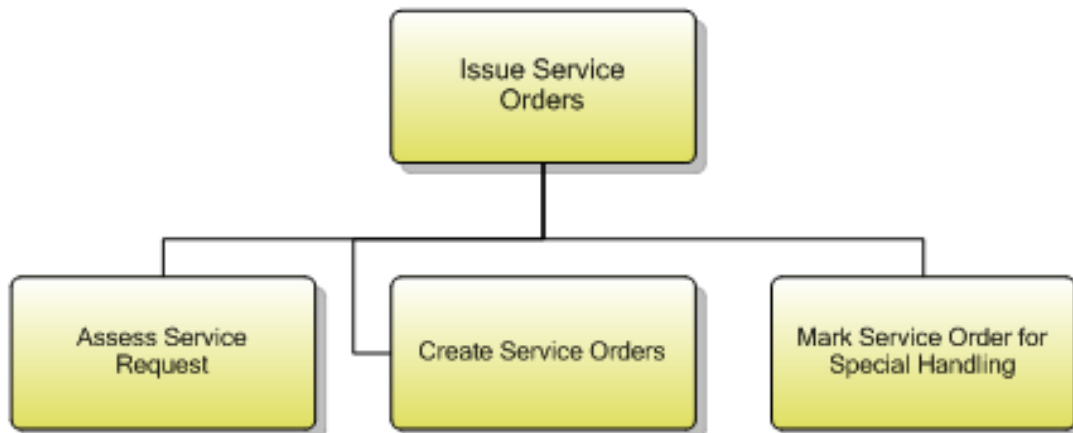 Issue Service
Orders
Assess Service
Request
Create Service Orders
Mark Service Order for
Special Handling